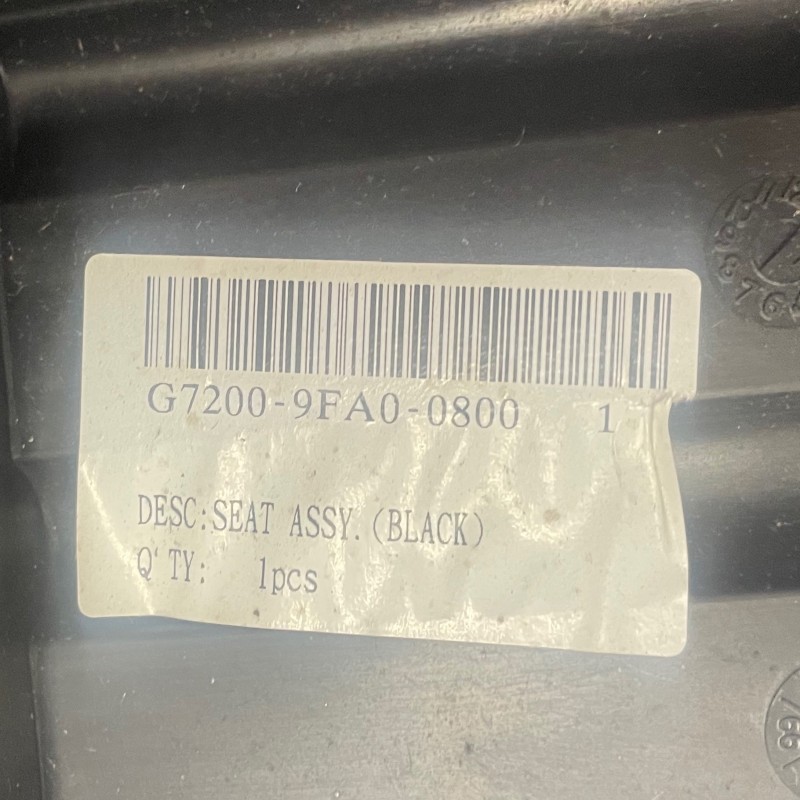 G7200-9FA0-0800 1
DESC:SEAT ASSY.(BLACK)
Q'TY: 1pcs